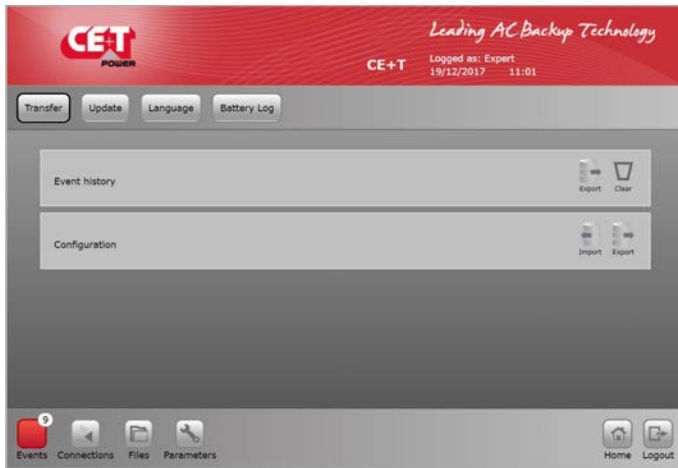 CE+T
POWER
Leading AC Backup Technology
CE+T
Logged as: Expert
19/12/2017 11:01
Transfer Update Language Battery Log
Event history
Export Clear
Configuration
Import Export
9
Events Connections Files Parameters
Home Logout